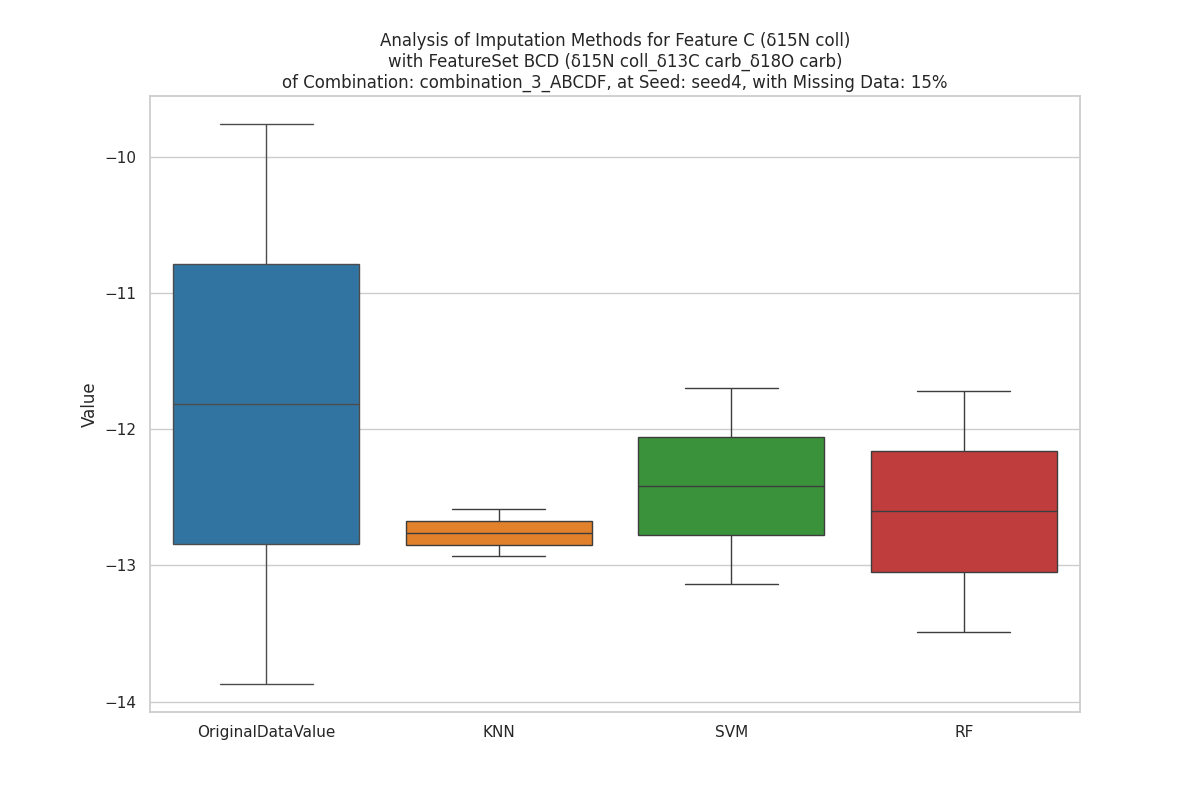 Analysis of Imputation Methods for Feature C (δ15N coll)
with FeatureSet BCD (δ15N coll_δ13C carb_δ18O carb)
of Combination: combination_3_ABCDF, at Seed: seed4, with Missing Data: 15%
Value
−10
−11
−12
−13
−14
OriginalDataValue
KNN
SVM
RF